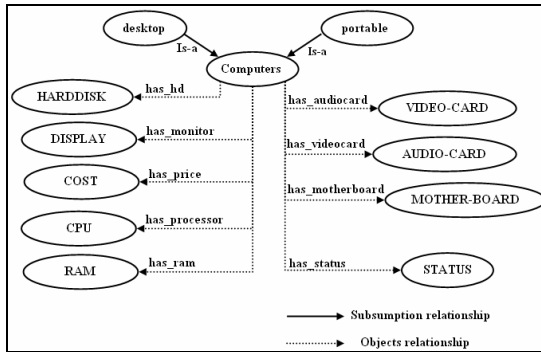 desktop
portable
Is-a
Is-a
Computers
HARDDISK
has_hd
has_audiocard
VIDEO-CARD
DISPLAY
has_monitor
has_videocard
AUDIO-CARD
COST
has_price
has_motherboard
MOTHER-BOARD
CPU
has_processor
RAM
has_ram
has_status
STATUS
Subsumption relationship
Objects relationship